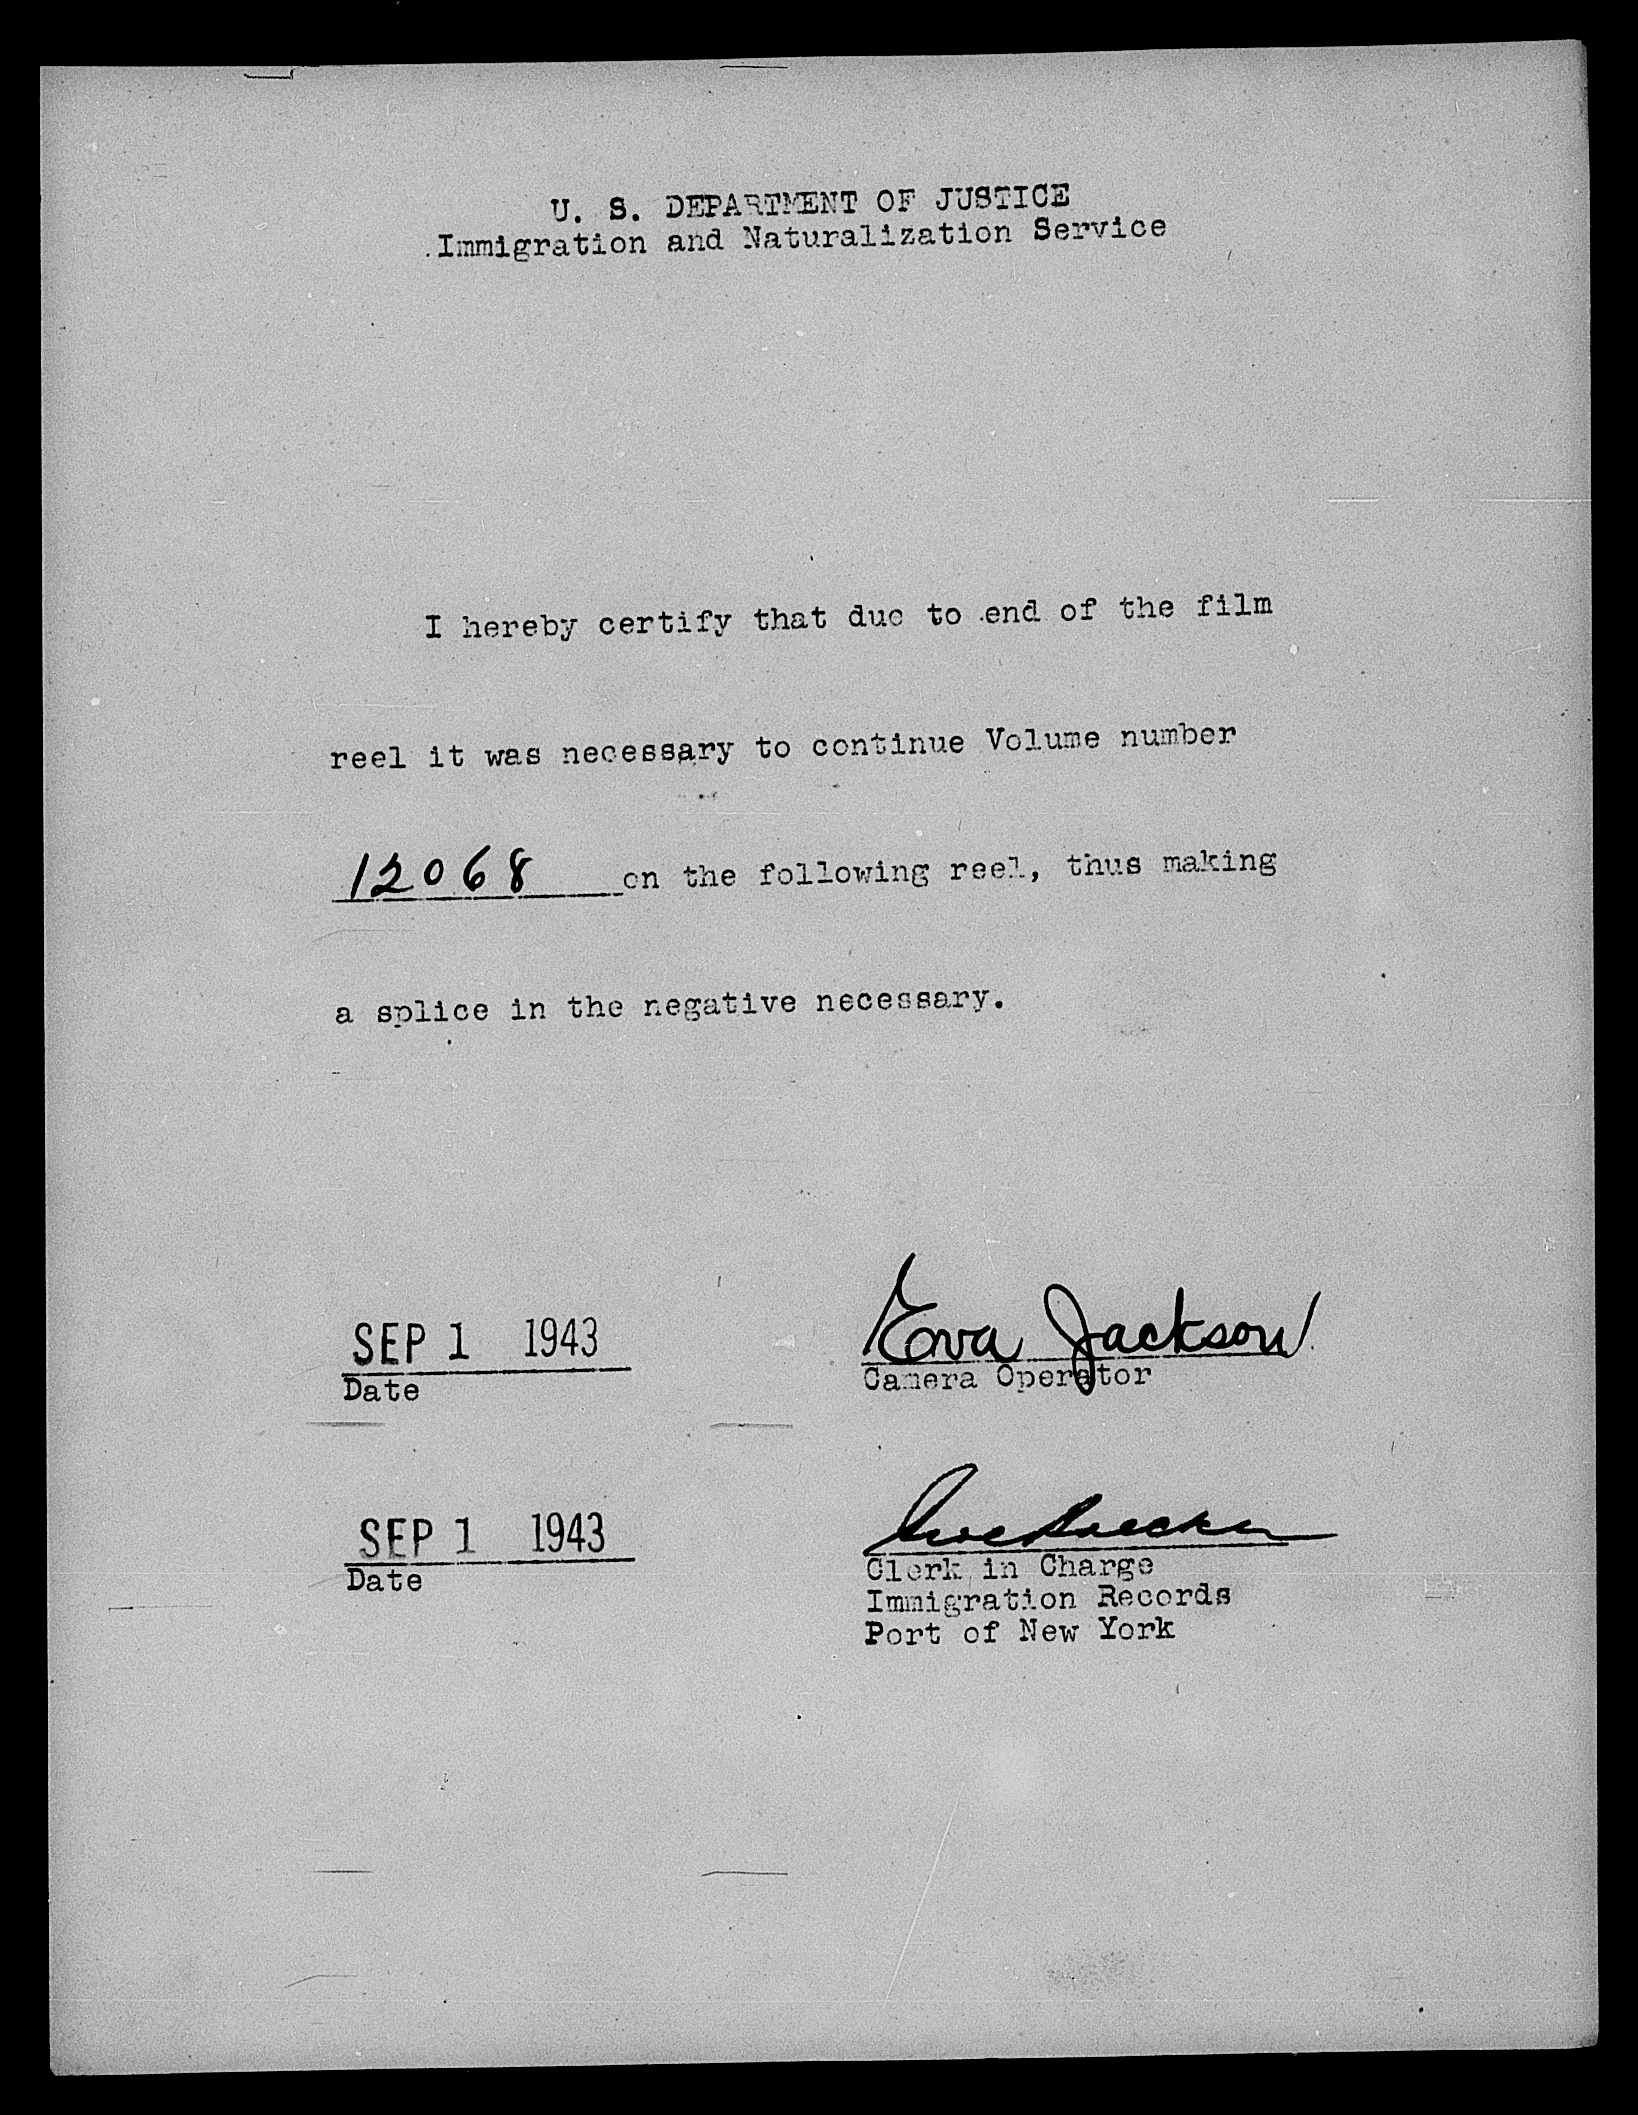 U. S. DEPARTMENT OF JUSTICE
Immigration and Naturalization Service
I hereby certify that due to end of the film
reel it was necessary to continue Volume number
12068 on the following reel, thus making
a splice in the negative necessary.
SEP 1 1943
Date
Eva Jackson
Camera Operator
SEP 1 1943
Date
Clerk in Charge
Immigration Records
Port of New York